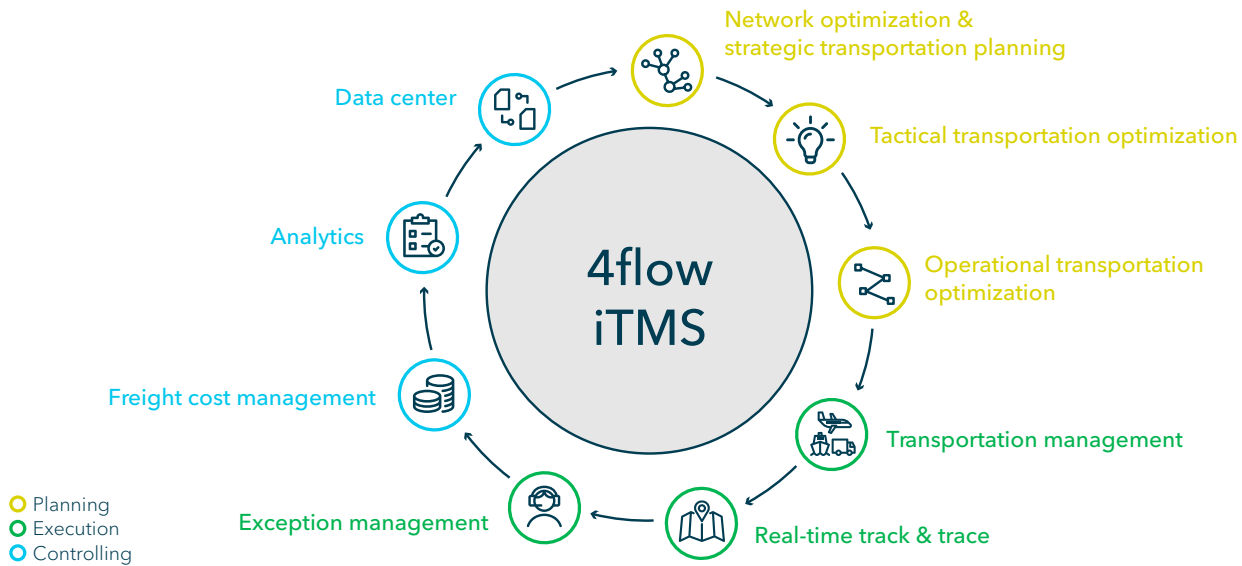 Network optimization &
strategic transportation planning
Data center
Tactical transportation optimization
Analytics
4flow
iTMS
Operational transportation
optimization
Freight cost management
Transportation management
Exception management
Real-time track & trace
Planning
Execution
Controlling